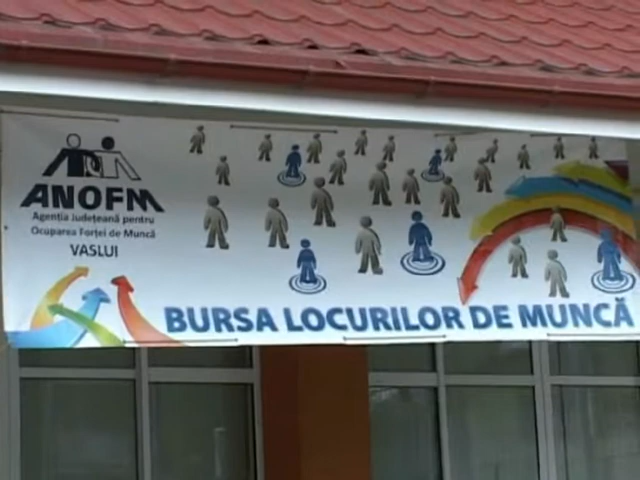 ANOFM
Agenția Județeană pentru
Ocuparea Forței de Muncă
VASLUI
BURSA LOCURILOR DE MUNCĂ